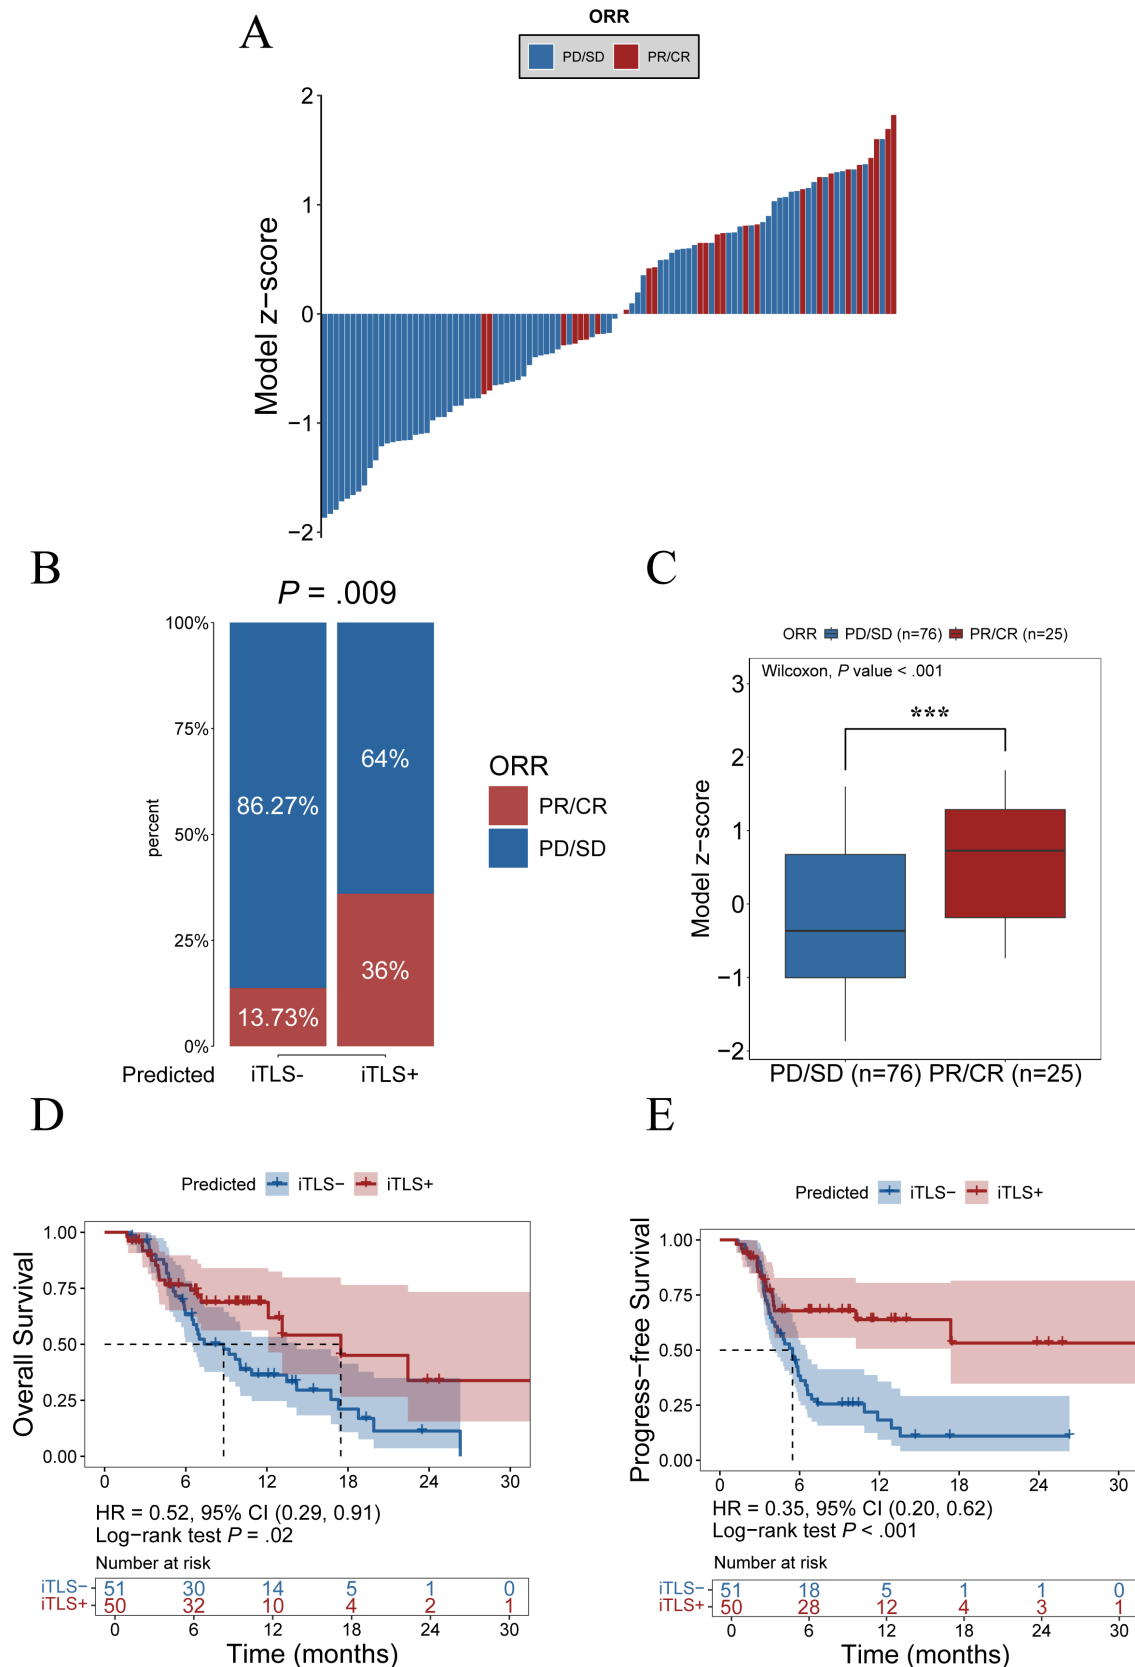 A
ORR
PD/SD PR/CR
2
1
0
−1
−2
Model z−score
B
P = .009
100%
75%
50%
25%
0%
percent
86.27%
13.73%
64%
36%
Predicted iTLS- iTLS+
ORR
PR/CR
PD/SD
C
ORR PD/SD (n=76) PR/CR (n=25)
Wilcoxon, P value < .001
***
3
2
1
0
−1
−2
Model z−score
PD/SD (n=76) PR/CR (n=25)
D
Predicted iTLS− iTLS+
1.00
0.75
0.50
0.25
0.00
Overall Survival
0 6 12 18 24 30
HR = 0.52, 95% CI (0.29, 0.91)
Log−rank test P = .02
Number at risk
iTLS− 51 30 14 5 1 0
iTLS+ 50 32 10 4 2 1
0 6 12 18 24 30
Time (months)
E
Predicted iTLS− iTLS+
1.00
0.75
0.50
0.25
0.00
Progress−free Survival
0 6 12 18 24 30
HR = 0.35, 95% CI (0.20, 0.62)
Log−rank test P < .001
Number at risk
iTLS− 51 18 5 1 1 0
iTLS+ 50 28 12 4 3 1
0 6 12 18 24 30
Time (months)